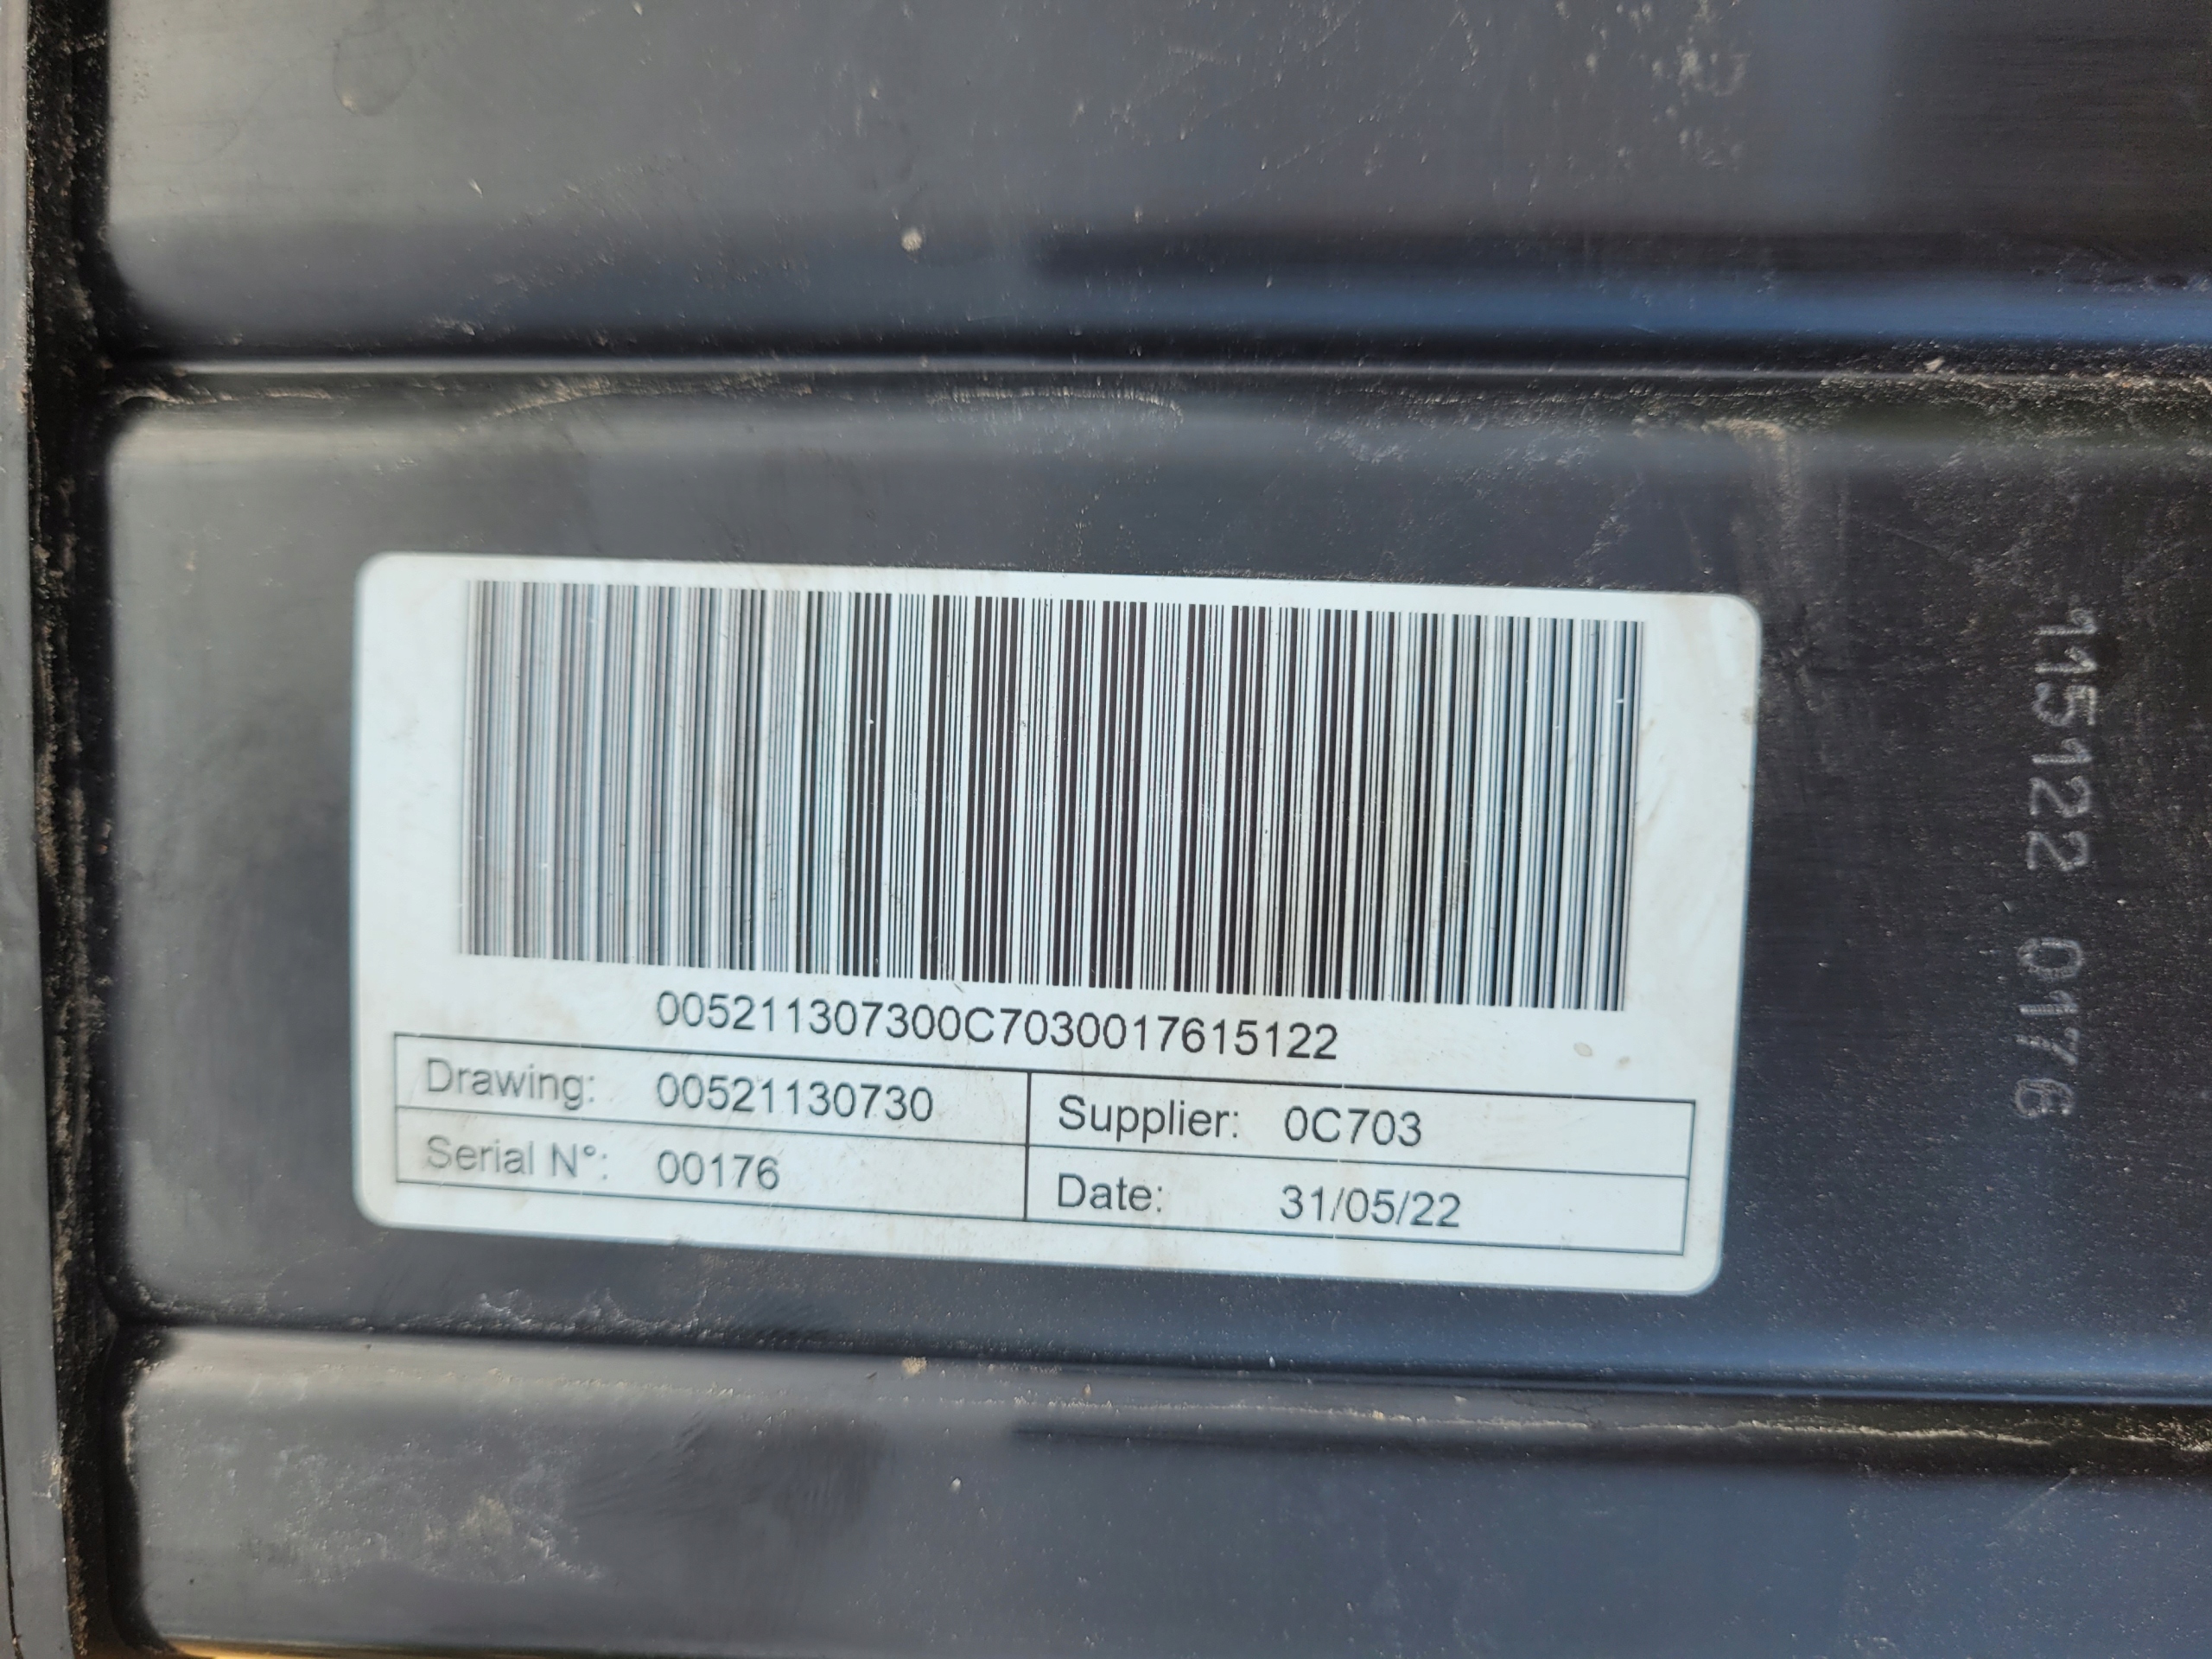 005211307300C7030017615122
Drawing: 00521130730
Supplier: 0C703
Serial N°: 00176
Date: 31/05/22
115122 0176